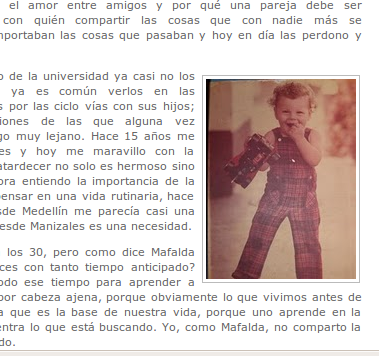 el amor entre amigos y por qué una pareja debe ser
con quién compartir las cosas que con nadie más se
mportaban las cosas que pasaban y hoy en día las perdono y
o de la universidad ya casi no los
ya es común verlos en las
s por las ciclo vías con sus hijos;
iones de las que alguna vez
go muy lejano. Hace 15 años me
es y hoy me maravillo con la
atardecer no solo es hermoso sino
ora entiendo la importancia de la
pensar en una vida rutinaria, hace
sde Medellín me parecía casi una
esde Manizales es una necesidad.
los 30, pero como dice Mafalda
ces con tanto tiempo anticipado?
odo ese tiempo para aprender a
por cabeza ajena, porque obviamente lo que vivimos antes de
a que es la base de nuestra vida, porque uno aprende en la
entra lo que está buscando. Yo, como Mafalda, no comparto la
do.